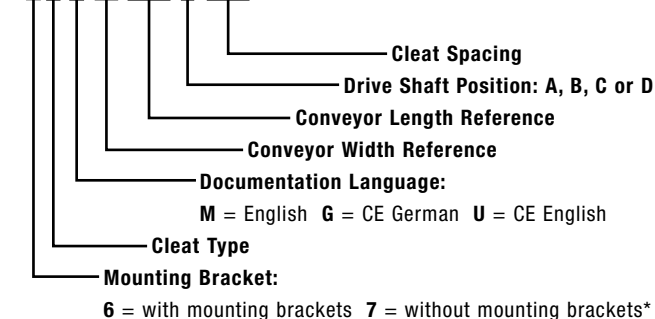 Cleat Spacing
Drive Shaft Position: A, B, C or D
Conveyor Length Reference
Conveyor Width Reference
Documentation Language:
M = English G = CE German U = CE English
Cleat Type
Mounting Bracket:
6 = with mounting brackets 7 = without mounting brackets*